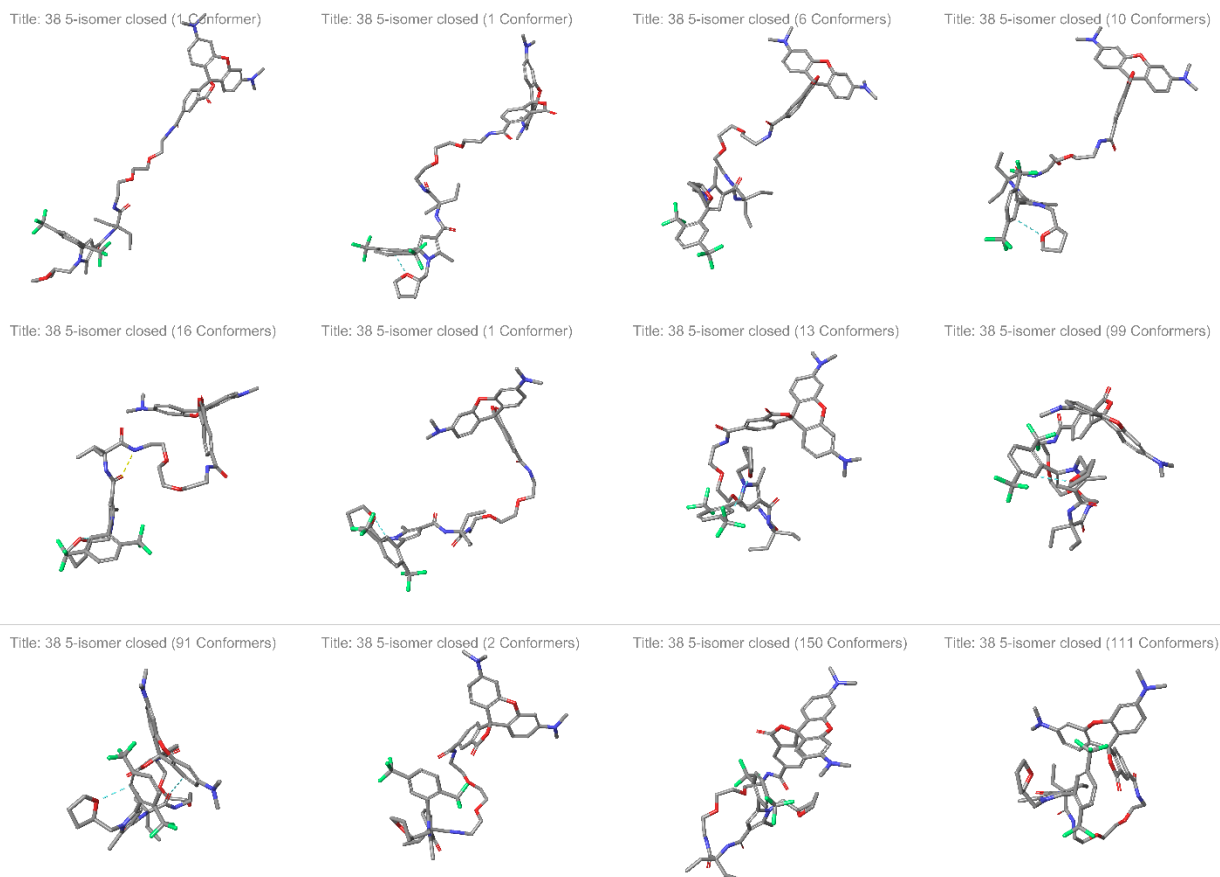 Title: 38 5-isomer closed (1 Conformer)
Title: 38 5-isomer closed (1 Conformer)
Title: 38 5-isomer closed (6 Conformers)
Title: 38 5-isomer closed (10 Conformers)
Title: 38 5-isomer closed (16 Conformers)
Title: 38 5-isomer closed (1 Conformer)
Title: 38 5-isomer closed (13 Conformers)
Title: 38 5-isomer closed (99 Conformers)
Title: 38 5-isomer closed (91 Conformers)
Title: 38 5-isomer closed (2 Conformers)
Title: 38 5-isomer closed (150 Conformers)
Title: 38 5-isomer closed (111 Conformers)